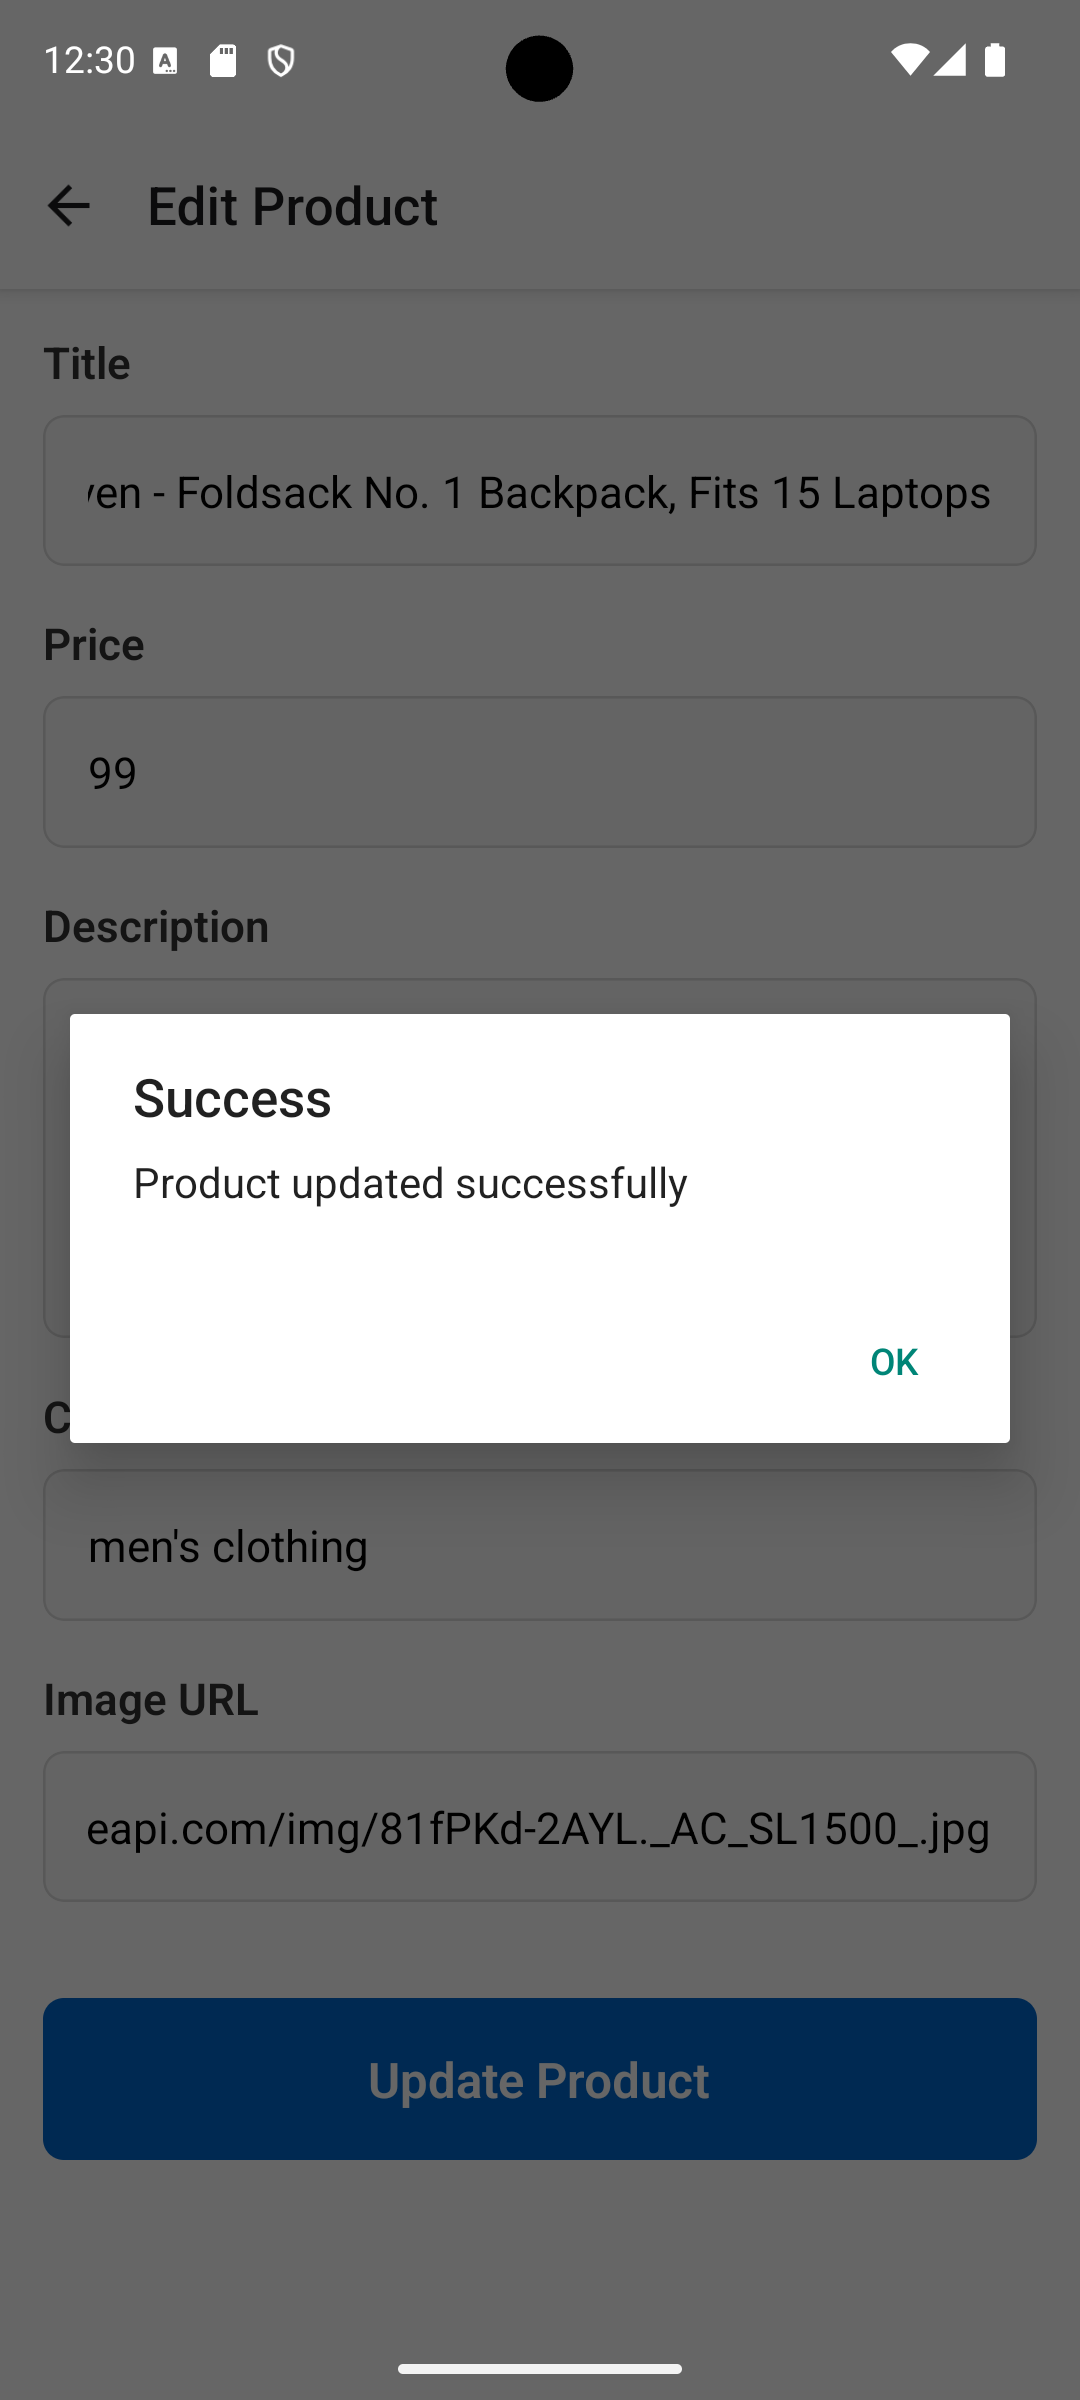 12:30
Edit Product
Title
en - Foldsack No. 1 Backpack, Fits 15 Laptops
Price
99
Description
Success
Product updated successfully
OK
C
men's clothing
Image URL
eapi.com/img/81fPKd-2AYL._AC_SL1500_.jpg
Update Product